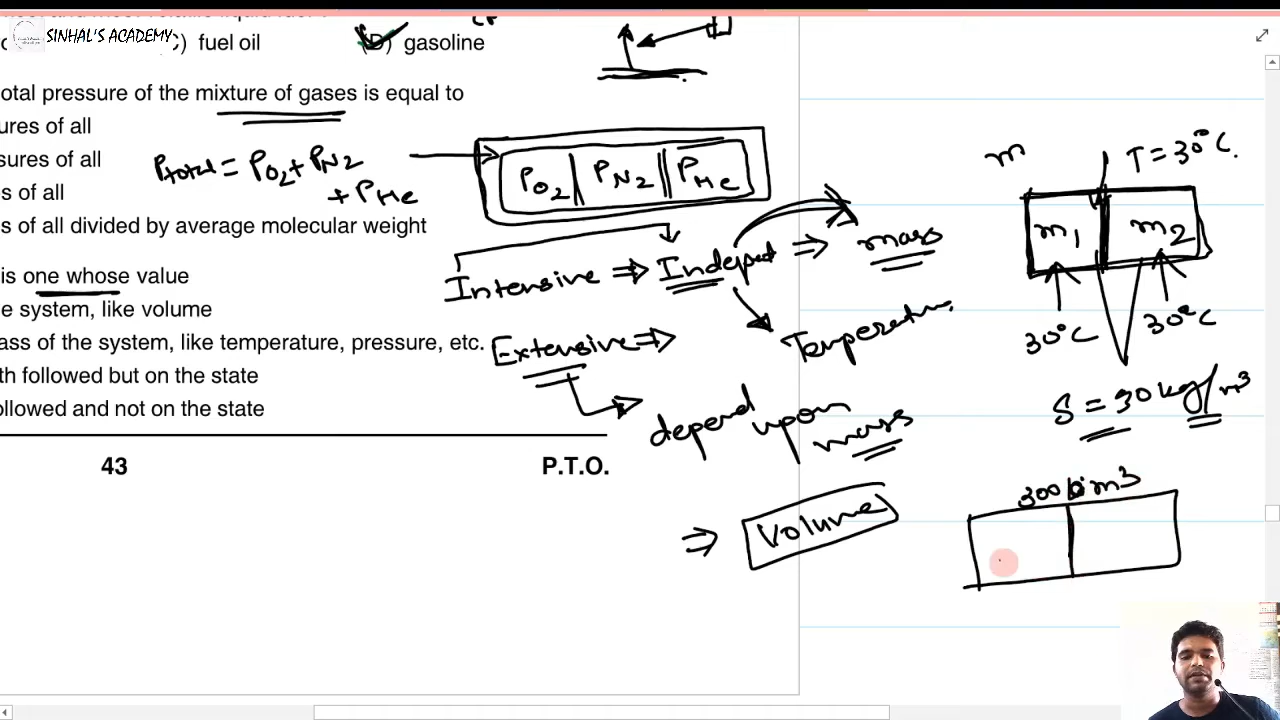 SINHAL'S ACADEMY
C) fuel oil
(D) gasoline
otal pressure of the mixture of gases is equal to
ures of all
sures of all
s of all
s of all divided by average molecular weight
Ptotal = PO2 + PN2
+ PHe
PO2 PN2 PHe
is one whose value
e system, like volume
ass of the system, like temperature, pressure, etc.
th followed but on the state
ollowed and not on the state
43
P.T.O.
Intensive ⇒ Indepat ⇒ mass
Temperature
Extensive ⇒
depend upon mass
⇒ Volume
m
T = 30°C.
m1 m2
30°C 30°C
S = 30 kg/m3
m3